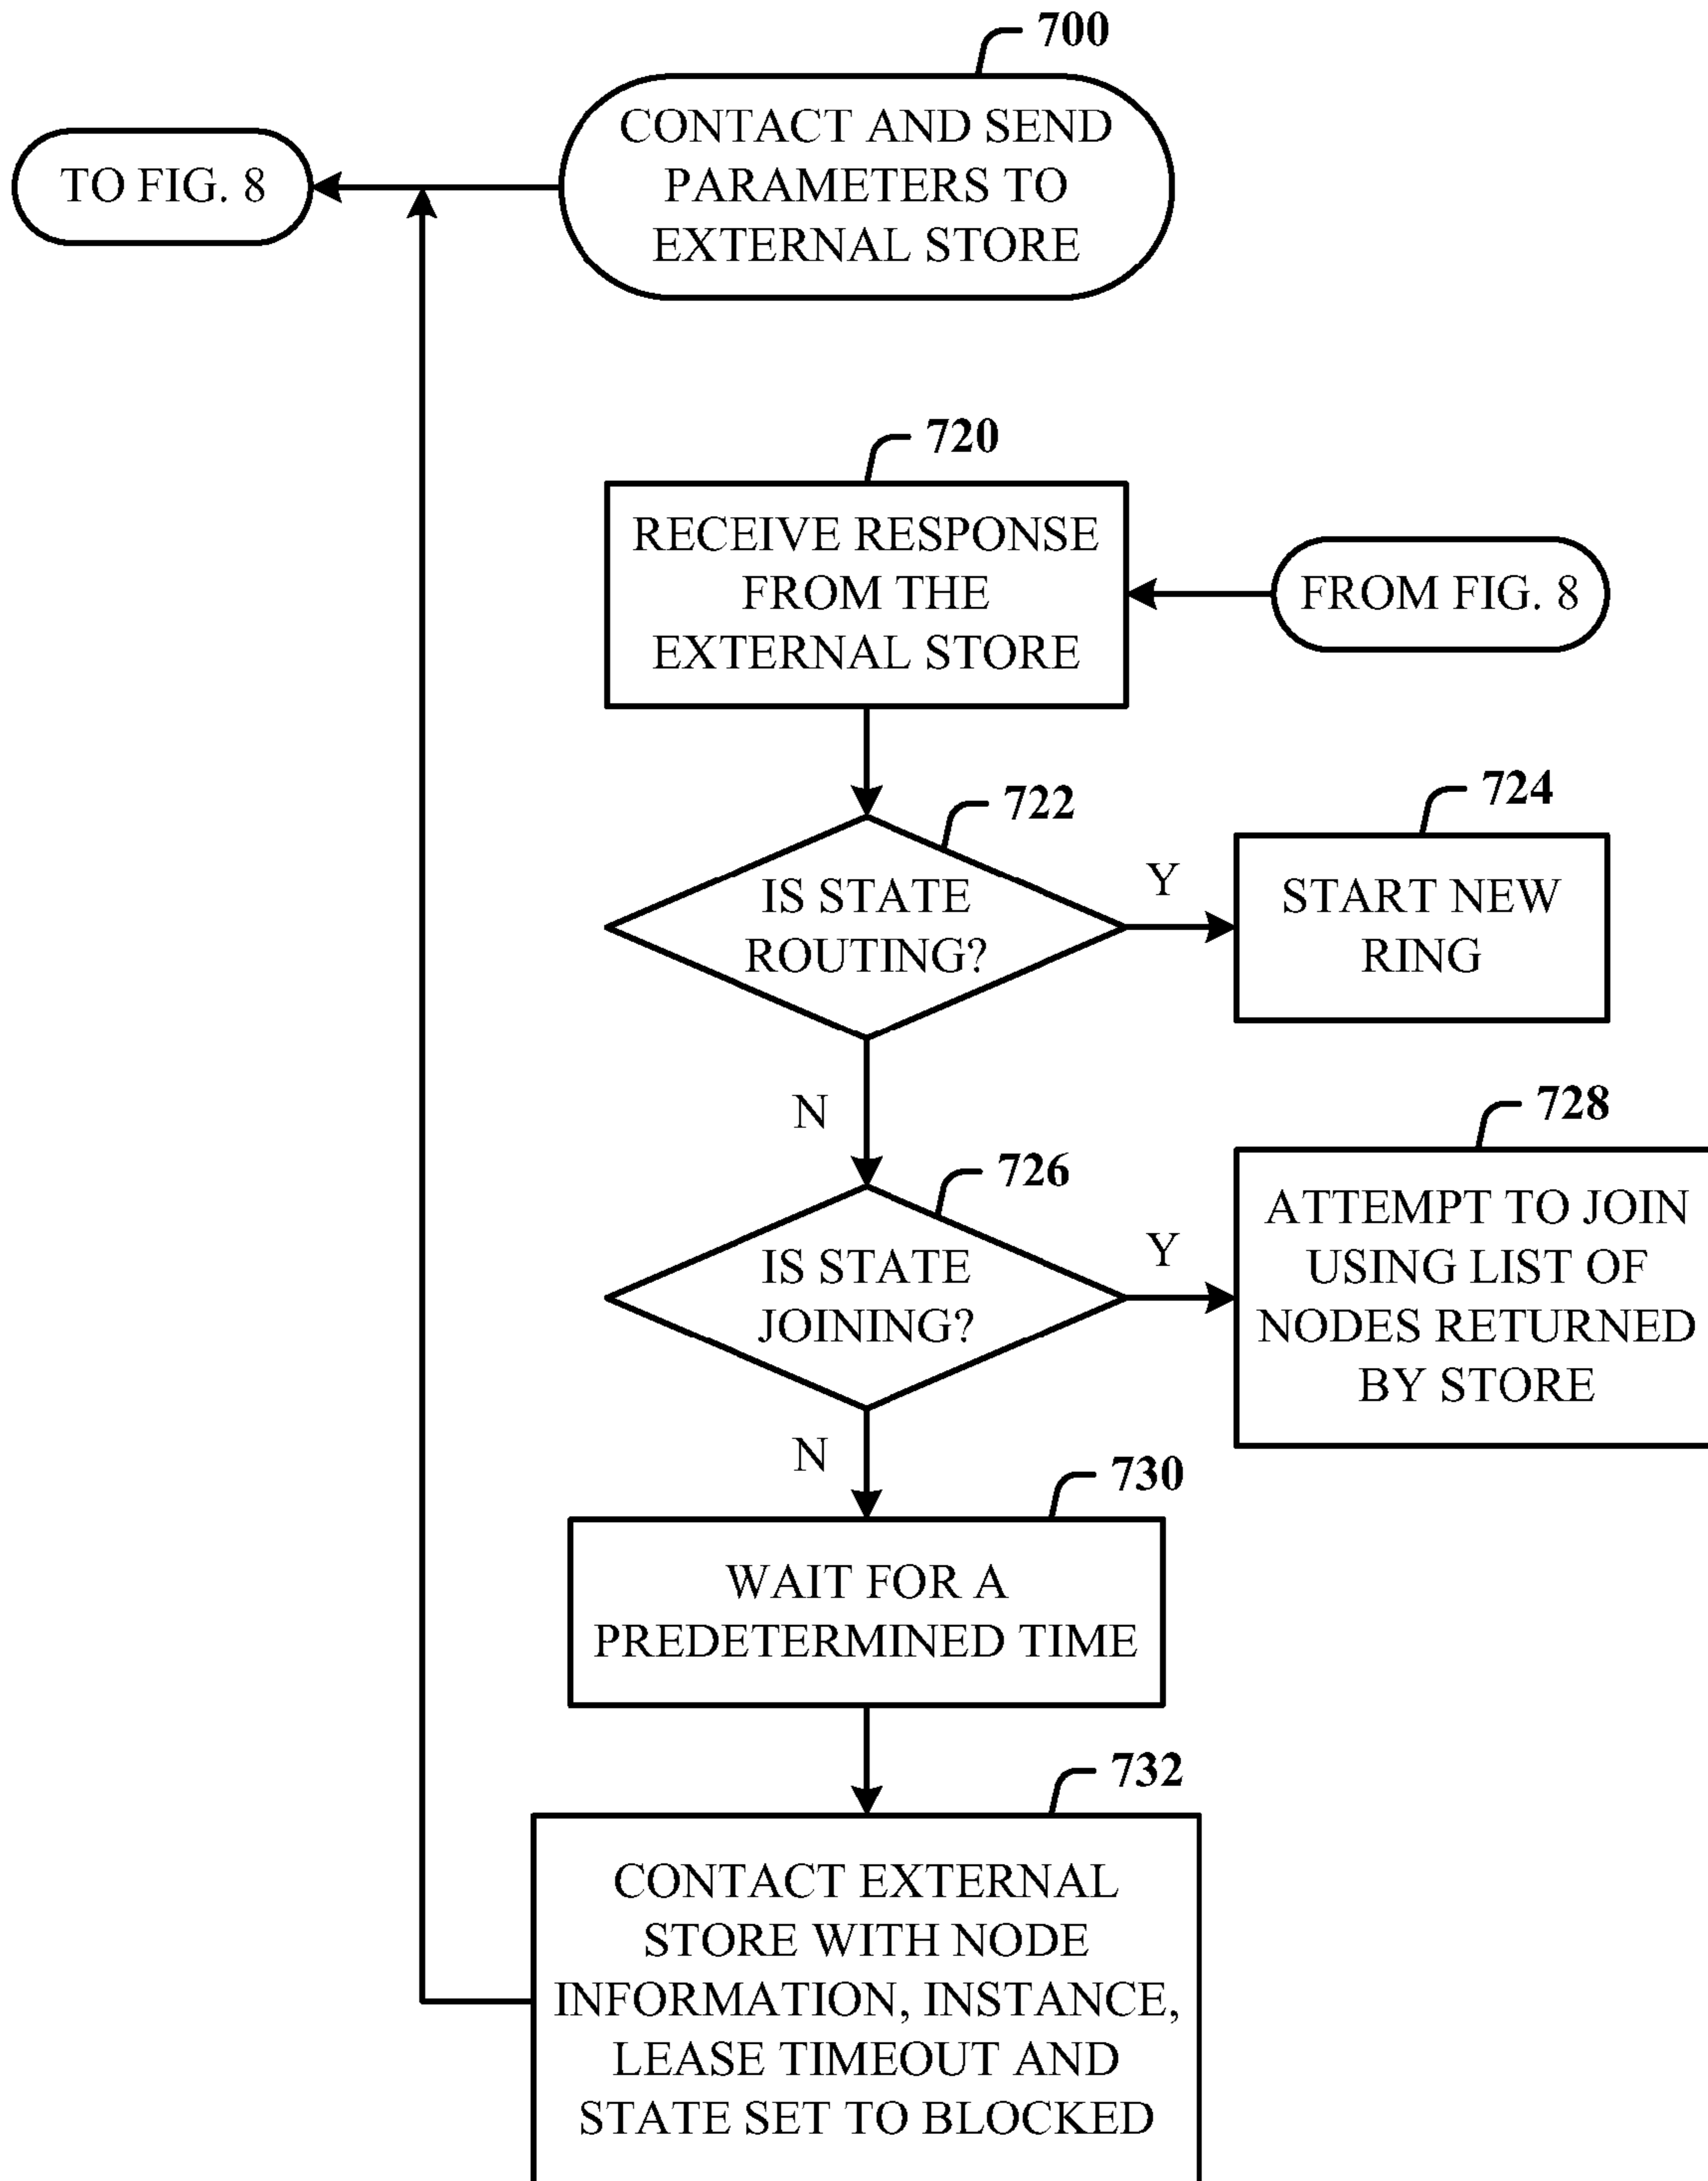 700
CONTACT AND SEND
PARAMETERS TO
EXTERNAL STORE
TO FIG. 8
720
RECEIVE RESPONSE
FROM THE
EXTERNAL STORE
FROM FIG. 8
722
IS STATE
ROUTING?
Y
724
START NEW
RING
N
726
IS STATE
JOINING?
Y
728
ATTEMPT TO JOIN
USING LIST OF
NODES RETURNED
BY STORE
N
730
WAIT FOR A
PREDETERMINED TIME
732
CONTACT EXTERNAL
STORE WITH NODE
INFORMATION, INSTANCE,
LEASE TIMEOUT AND
STATE SET TO BLOCKED